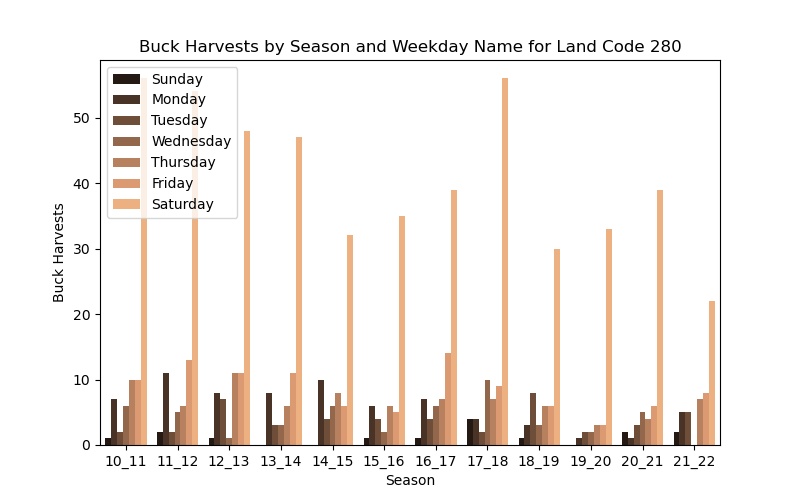 Buck Harvests by Season and Weekday Name for Land Code 280
Sunday
Monday
Tuesday
Wednesday
Thursday
Friday
Saturday
50
40
30
20
10
0
Buck Harvests
10_11 11_12 12_13 13_14 14_15 15_16 16_17 17_18 18_19 19_20 20_21 21_22
Season